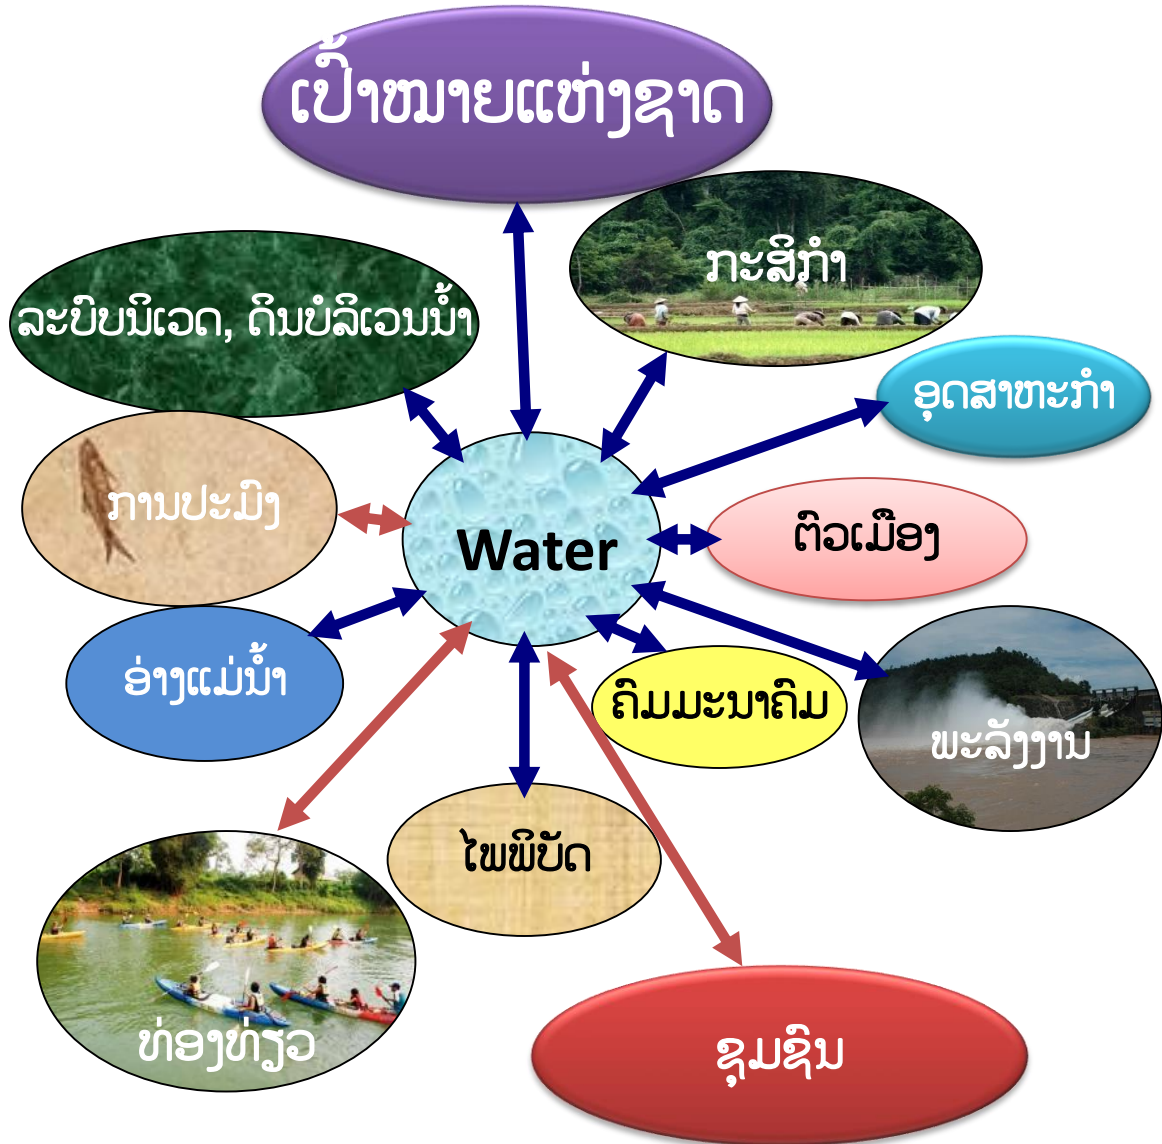 ເປົ້າໝາຍແຫ່ງຊາດ
ກະສິກຳ
ລະບົບນິເວດ, ດິນບໍລິເວນນ້ຳ
ອຸດສາຫະກຳ
ການປະມົງ
Water
ຕົວເມືອງ
ອ່າງແມ່ນ້ຳ
ຄົມມະນາຄົມ
ພະລັງງານ
ໄພພິບັດ
ທ່ອງທ່ຽວ
ຊຸມຊົນ